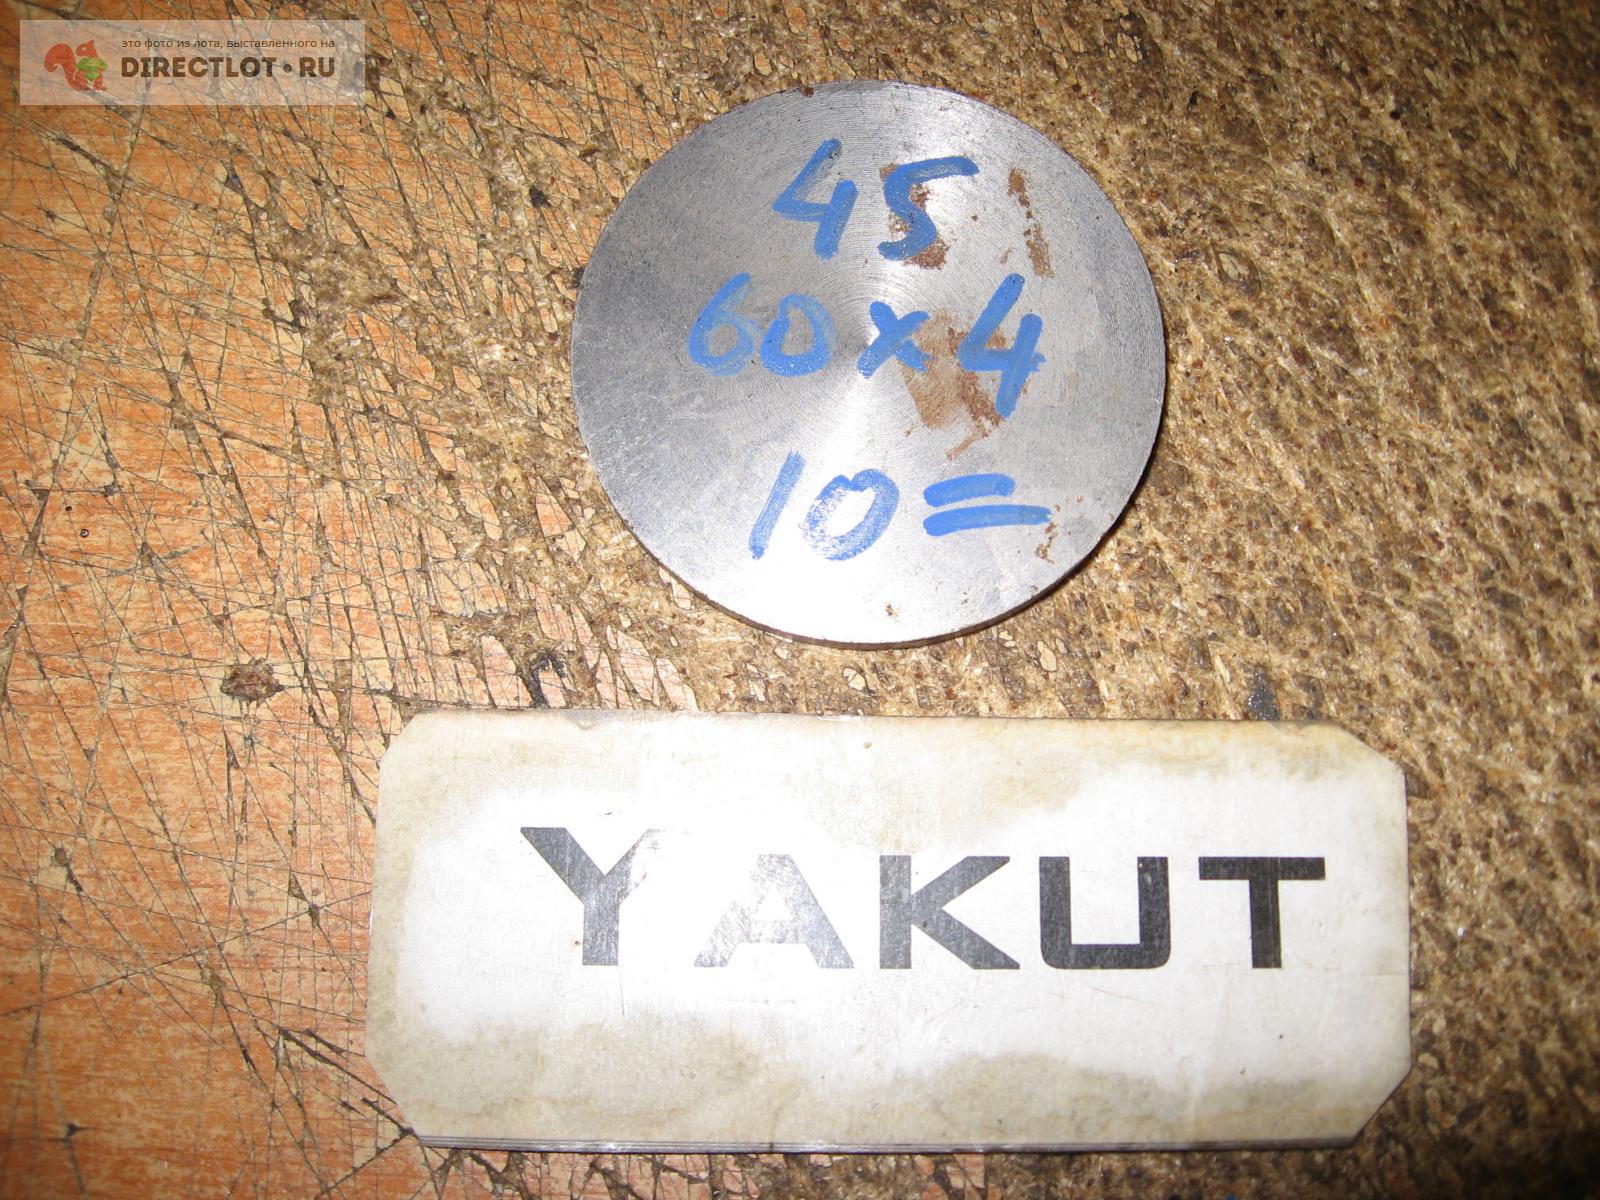 это фото из лота, выставленного на
DIRECTLOT•RU
45
60x4
10=
YAKUT